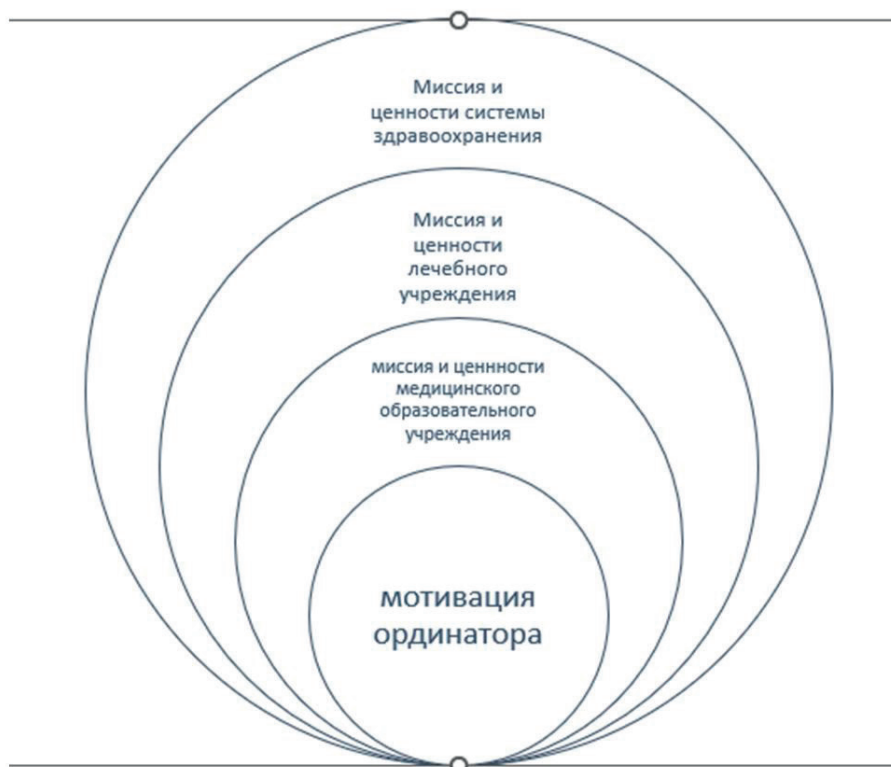 Миссия и
ценности системы
здравоохранения
Миссия и
ценности
лечебного
учреждения
миссия и ценнности
медицинского
образовательного
учреждения
мотивация
ординатора